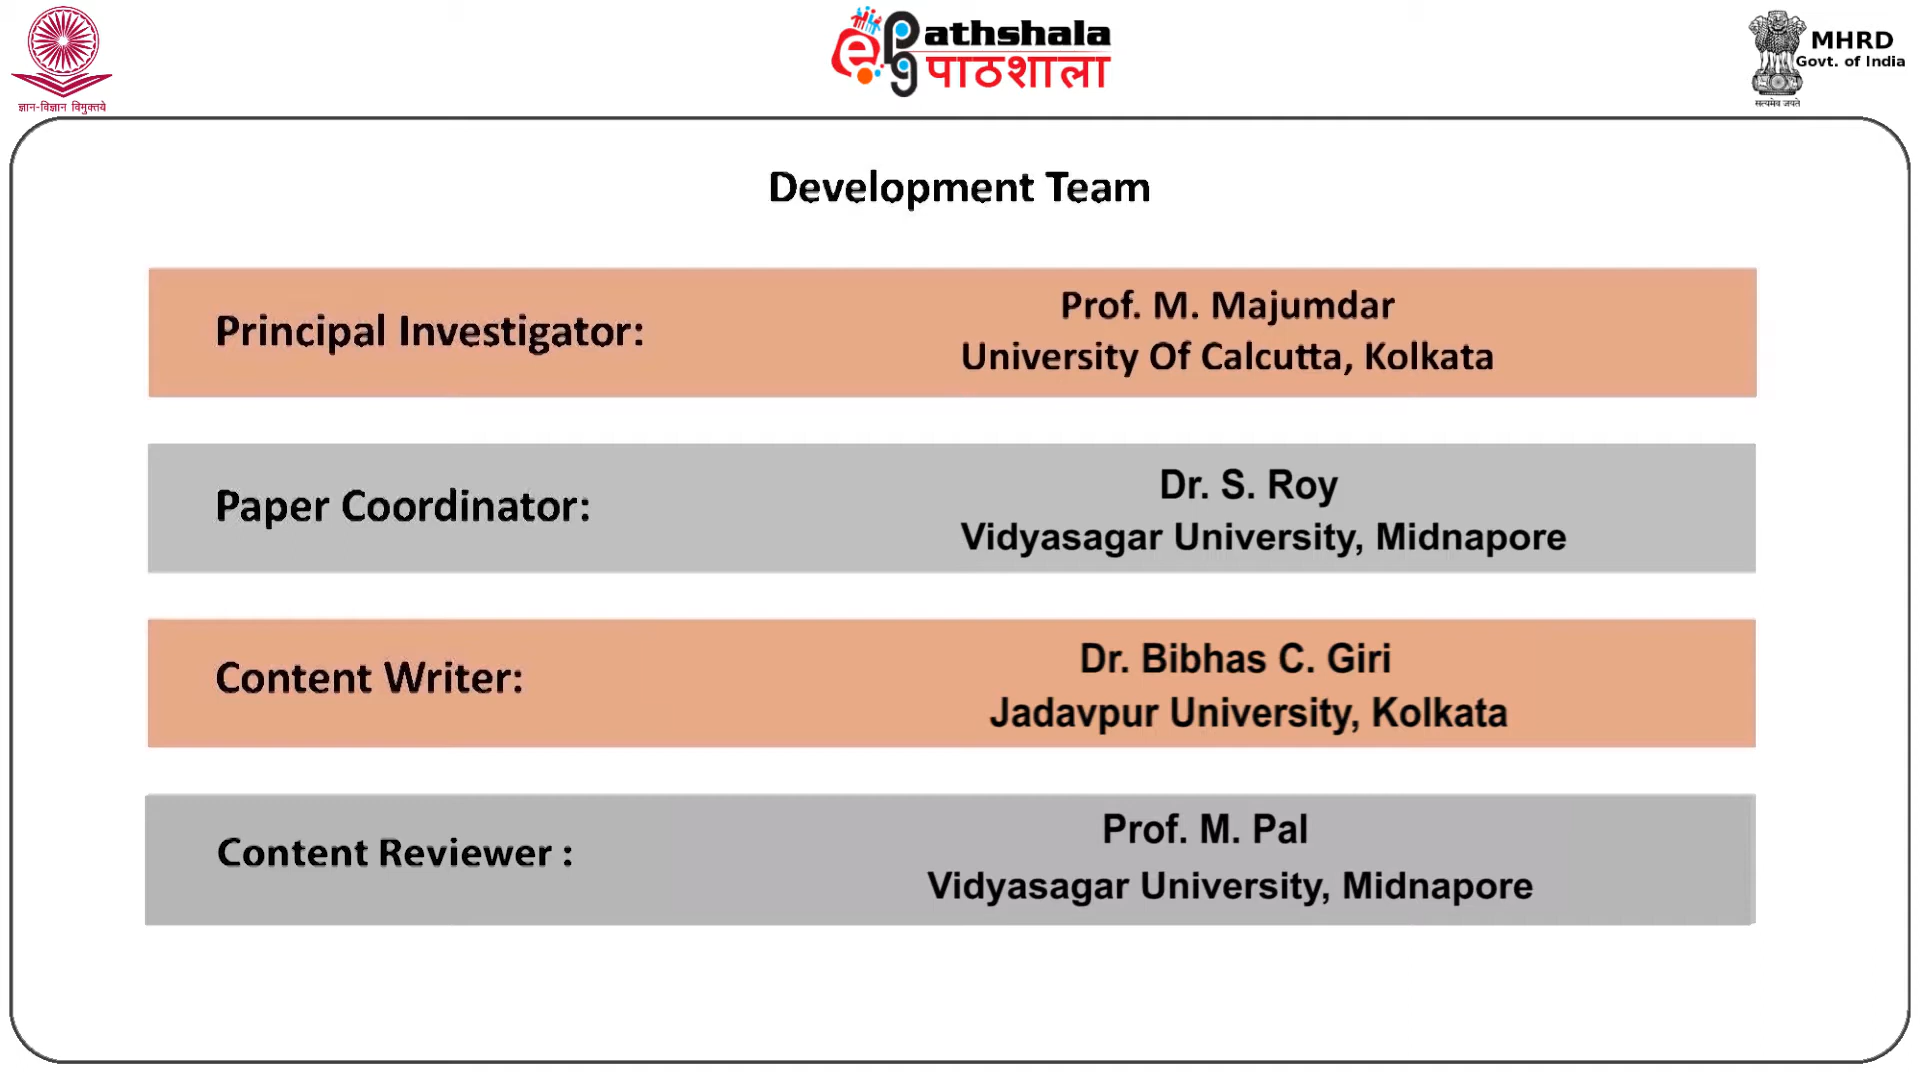 ज्ञान-विज्ञान विमुक्तये
ePG Pathshala
पाठशाला
MHRD
Govt. of India
सत्यमेव जयते
Development Team
Principal Investigator:
Prof. M. Majumdar
University Of Calcutta, Kolkata
Paper Coordinator:
Dr. S. Roy
Vidyasagar University, Midnapore
Content Writer:
Dr. Bibhas C. Giri
Jadavpur University, Kolkata
Content Reviewer :
Prof. M. Pal
Vidyasagar University, Midnapore